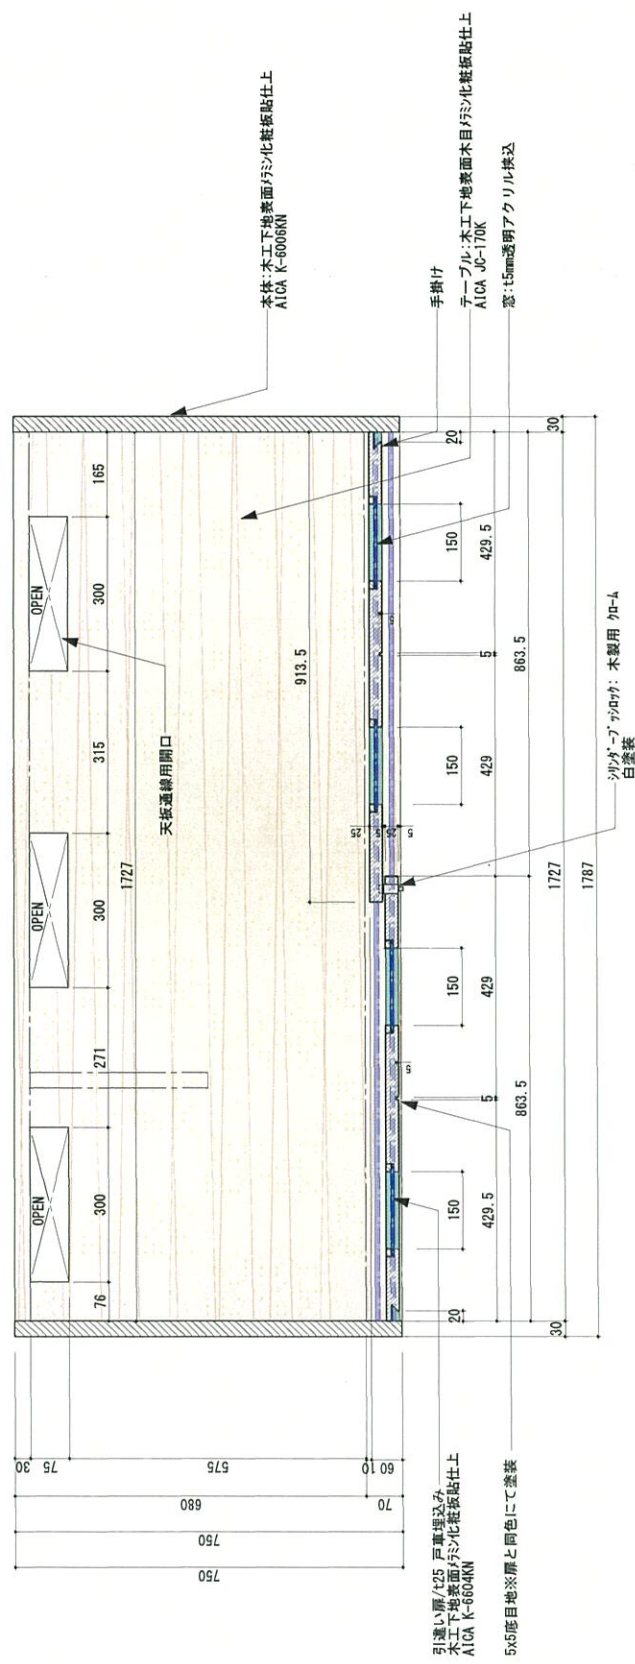 本体:木工下地表面ﾒﾗﾐﾝ化粧板貼仕上
AICA K-6006KN
手掛け
テーブル:木工下地表面木目ﾒﾗﾐﾝ化粧板貼仕上
AICA JC-170K
窓:t5mm透明アクリル挟込
OPEN
OPEN
OPEN
天板通線用開口
76
300
271
300
315
300
165
1727
913.5
25
5
25
5
5
5
20
150
150
150
150
20
429.5
5
429
429
5
429.5
863.5
863.5
30
1727
30
1787
ｼﾘﾝﾀﾞｰﾌﾟｯｼｭﾛｯｸ: 木製用 ｸﾛｰﾑ
白塗装
30
75
575
10
60
680
70
750
750
引違い扉/t25 戸車埋込み
木工下地表面ﾒﾗﾐﾝ化粧板貼仕上
AICA K-6604KN
5x5底目地※扉と同色にて塗装